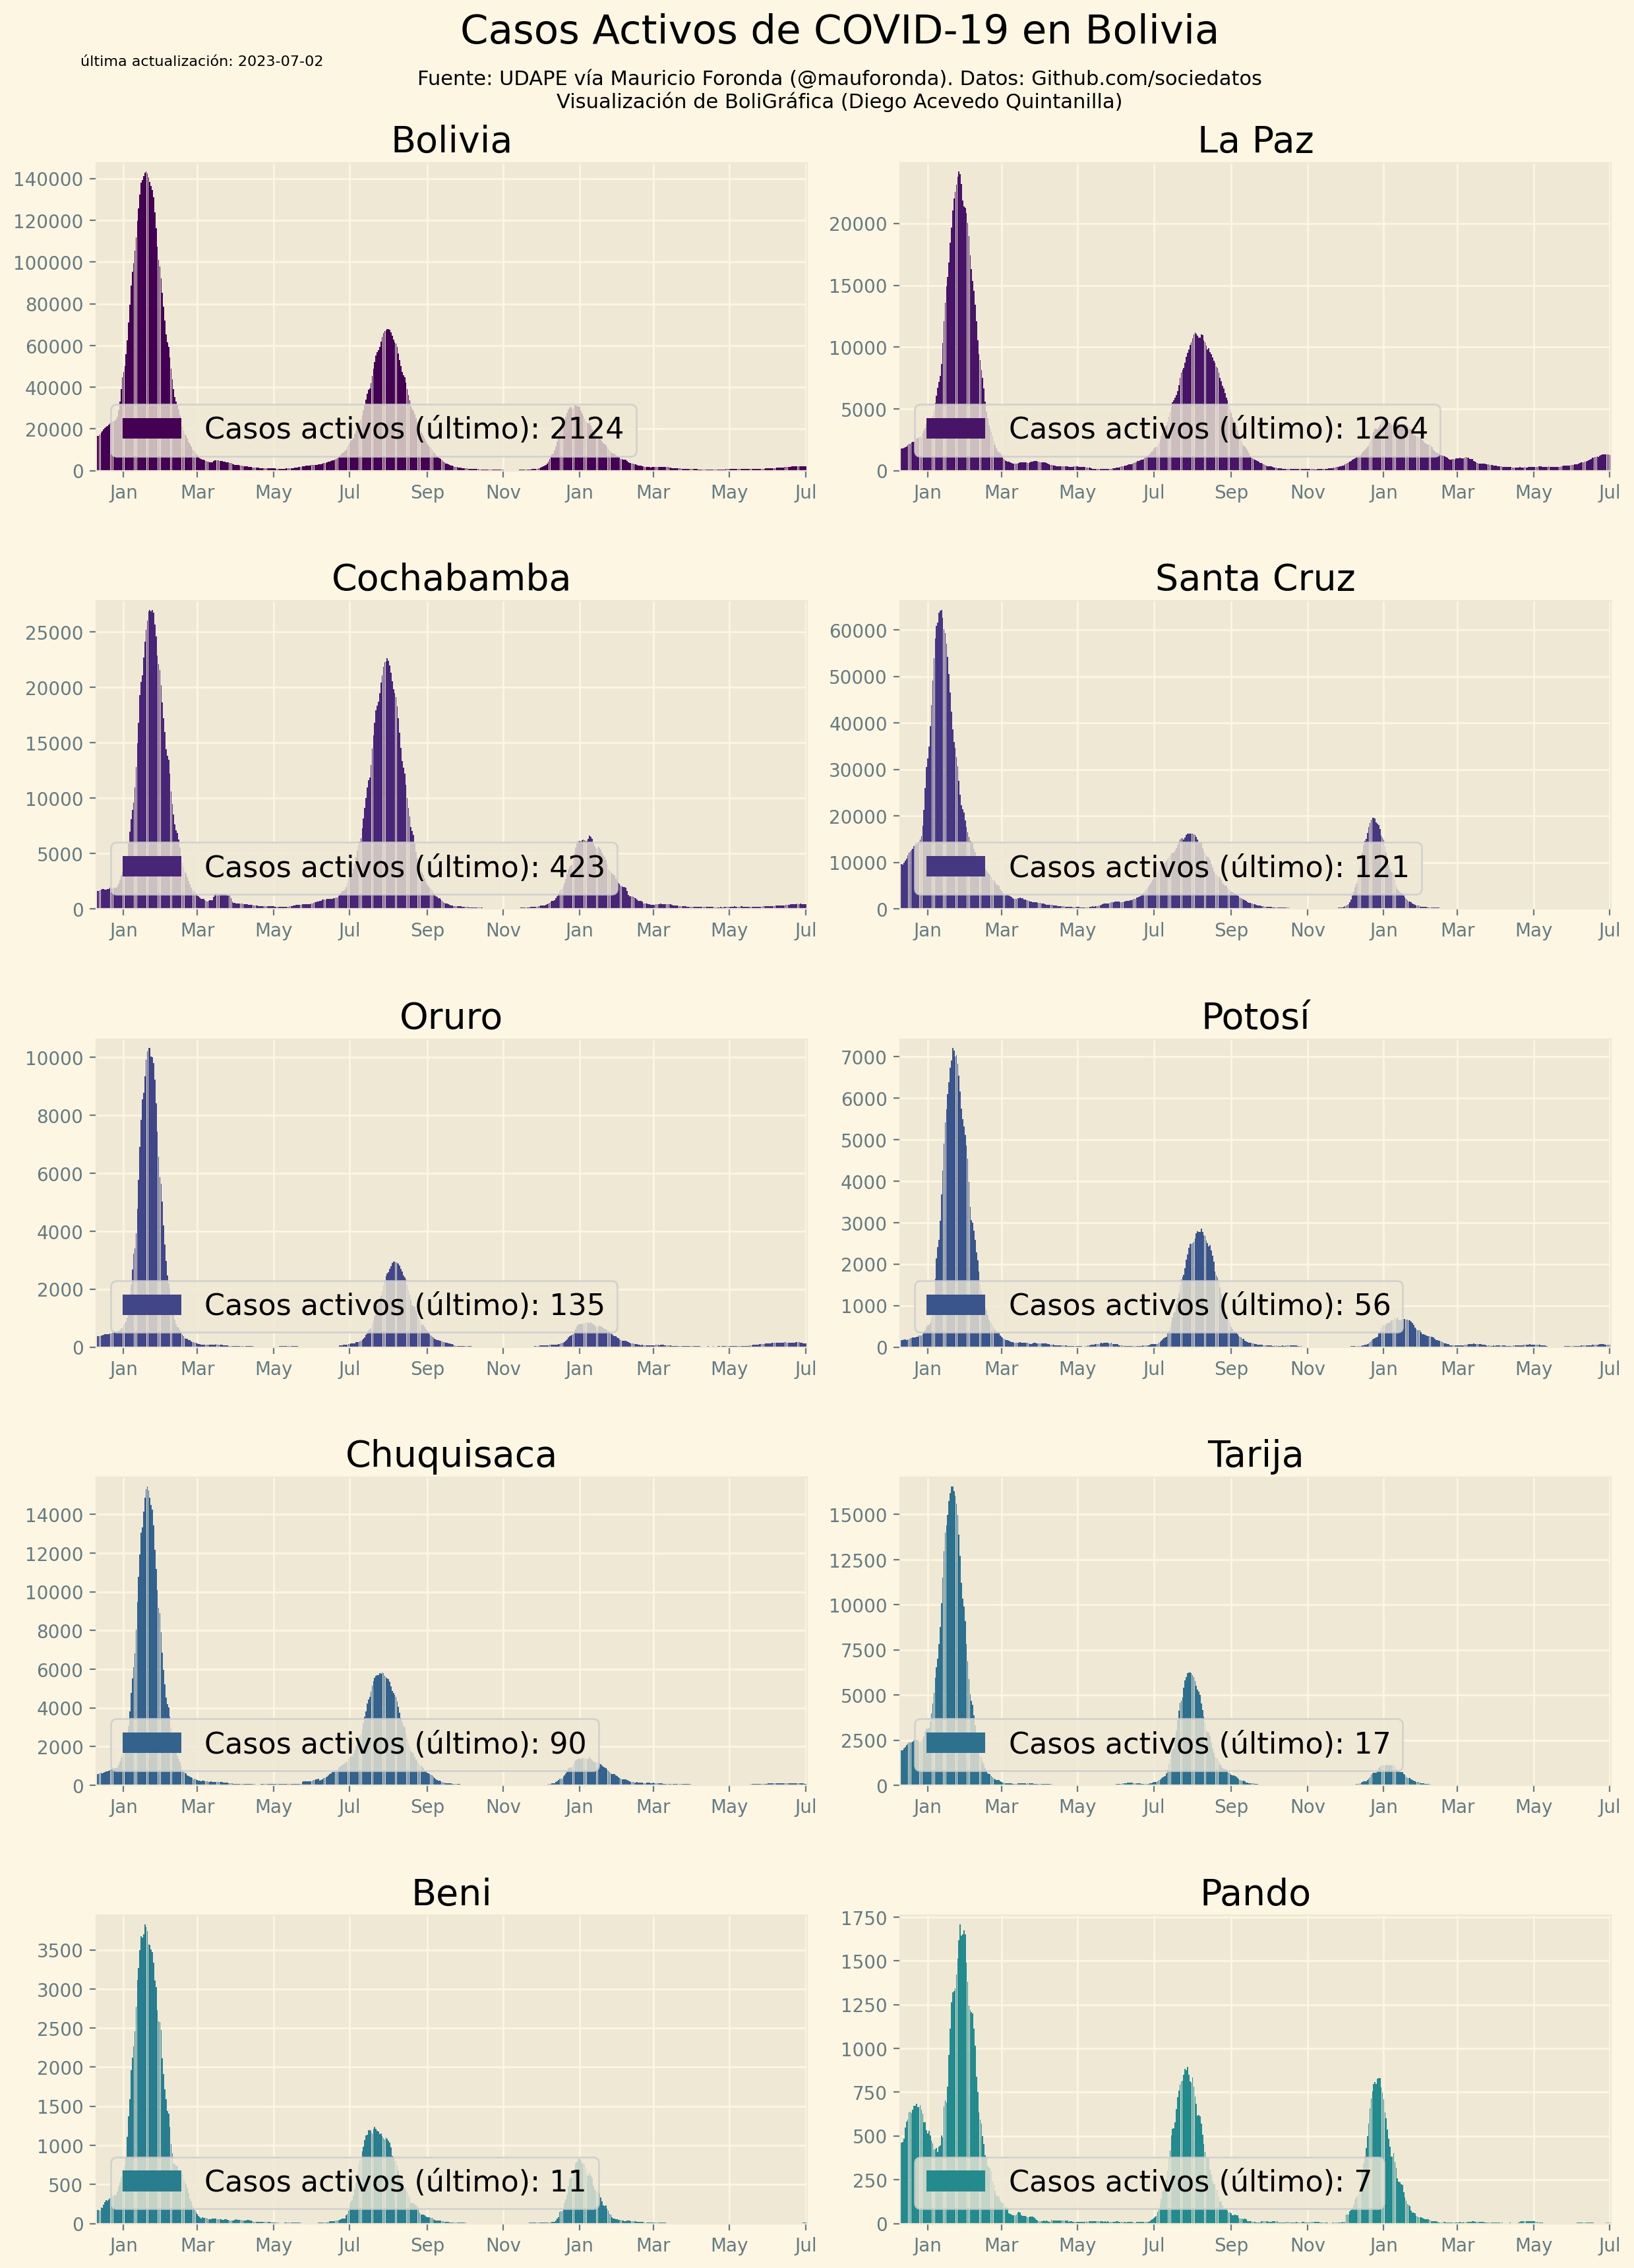 Casos Activos de COVID-19 en Bolivia
última actualización: 2023-07-02
Fuente: UDAPE vía Mauricio Foronda (@mauforonda). Datos: Github.com/sociedatos
Visualización de BoliGráfica (Diego Acevedo Quintanilla)
Bolivia
140000
120000
100000
80000
60000
40000
20000
0
Casos activos (último): 2124
Jan Mar May Jul Sep Nov Jan Mar May Jul
La Paz
20000
15000
10000
5000
0
Casos activos (último): 1264
Jan Mar May Jul Sep Nov Jan Mar May Jul
Cochabamba
25000
20000
15000
10000
5000
0
Casos activos (último): 423
Jan Mar May Jul Sep Nov Jan Mar May Jul
Santa Cruz
60000
50000
40000
30000
20000
10000
0
Casos activos (último): 121
Jan Mar May Jul Sep Nov Jan Mar May Jul
Oruro
10000
8000
6000
4000
2000
0
Casos activos (último): 135
Jan Mar May Jul Sep Nov Jan Mar May Jul
Potosí
7000
6000
5000
4000
3000
2000
1000
0
Casos activos (último): 56
Jan Mar May Jul Sep Nov Jan Mar May Jul
Chuquisaca
14000
12000
10000
8000
6000
4000
2000
0
Casos activos (último): 90
Jan Mar May Jul Sep Nov Jan Mar May Jul
Tarija
15000
12500
10000
7500
5000
2500
0
Casos activos (último): 17
Jan Mar May Jul Sep Nov Jan Mar May Jul
Beni
3500
3000
2500
2000
1500
1000
500
0
Casos activos (último): 11
Jan Mar May Jul Sep Nov Jan Mar May Jul
Pando
1750
1500
1250
1000
750
500
250
0
Casos activos (último): 7
Jan Mar May Jul Sep Nov Jan Mar May Jul